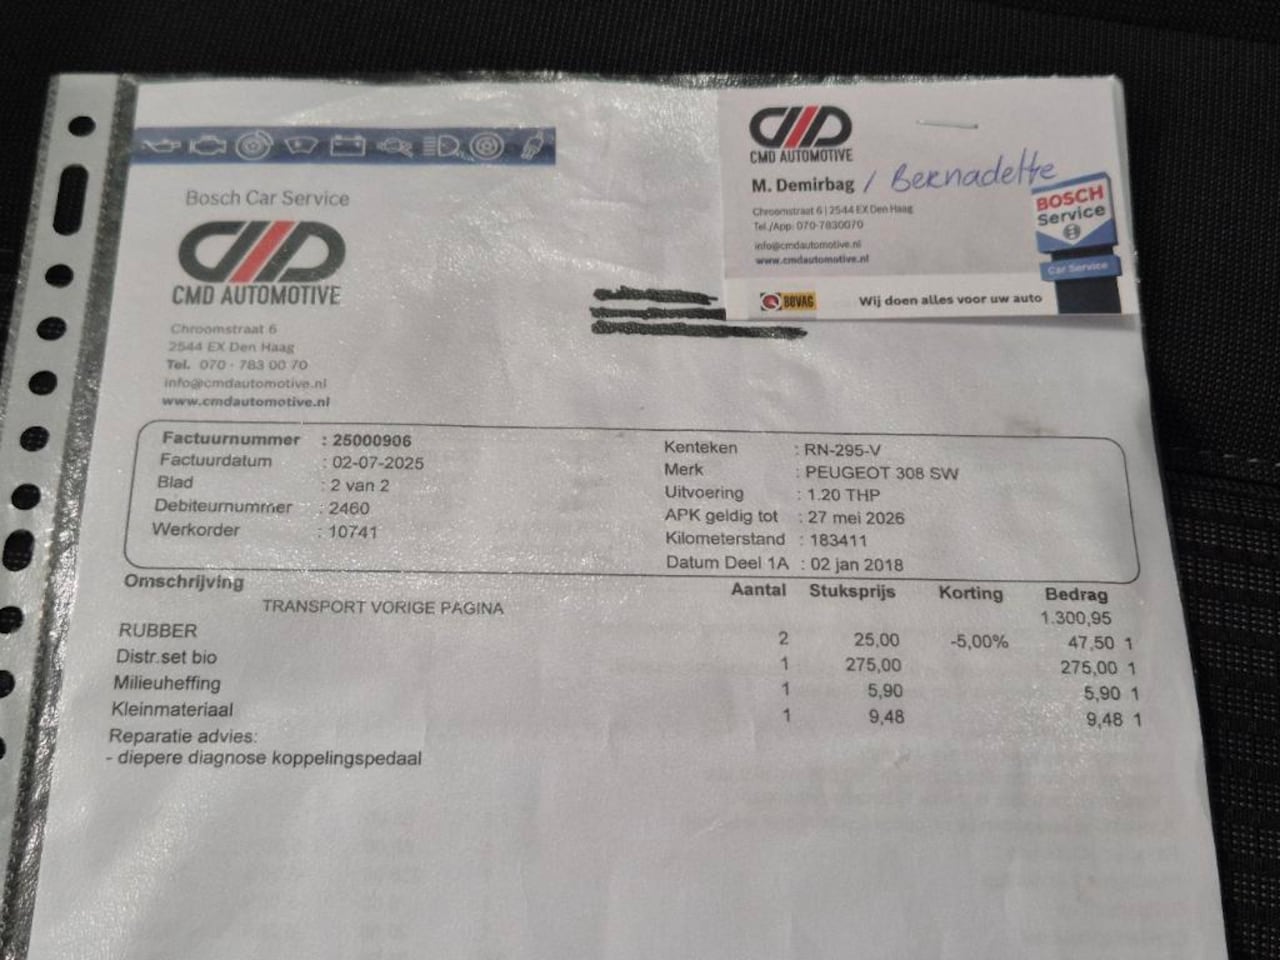 Bosch Car Service
CMD AUTOMOTIVE
Chroomstraat 6
2544 EX Den Haag
Tel. 070 - 783 00 70
info@cmdautomotive.nl
www.cmdautomotive.nl
CMD AUTOMOTIVE
M. Demirbag / Bernadette
Chroomstraat 6 | 2544 EX Den Haag
Tel./App: 070-7830070
info@cmdautomotive.nl
www.cmdautomotive.nl
BOSCH
Service
Car Service
BOVAG
Wij doen alles voor uw auto
Factuurnummer : 25000906
Factuurdatum : 02-07-2025
Blad : 2 van 2
Debiteurnummer : 2460
Werkorder : 10741
Kenteken : RN-295-V
Merk : PEUGEOT 308 SW
Uitvoering : 1.20 THP
APK geldig tot : 27 mei 2026
Kilometerstand : 183411
Datum Deel 1A : 02 jan 2018
Omschrijving Aantal Stuksprijs Korting Bedrag
TRANSPORT VORIGE PAGINA 1.300,95
RUBBER 2 25,00 -5,00% 47,50 1
Distr.set bio 1 275,00 275,00 1
Milieuheffing 1 5,90 5,90 1
Kleinmateriaal 1 9,48 9,48 1
Reparatie advies:
- diepere diagnose koppelingspedaal